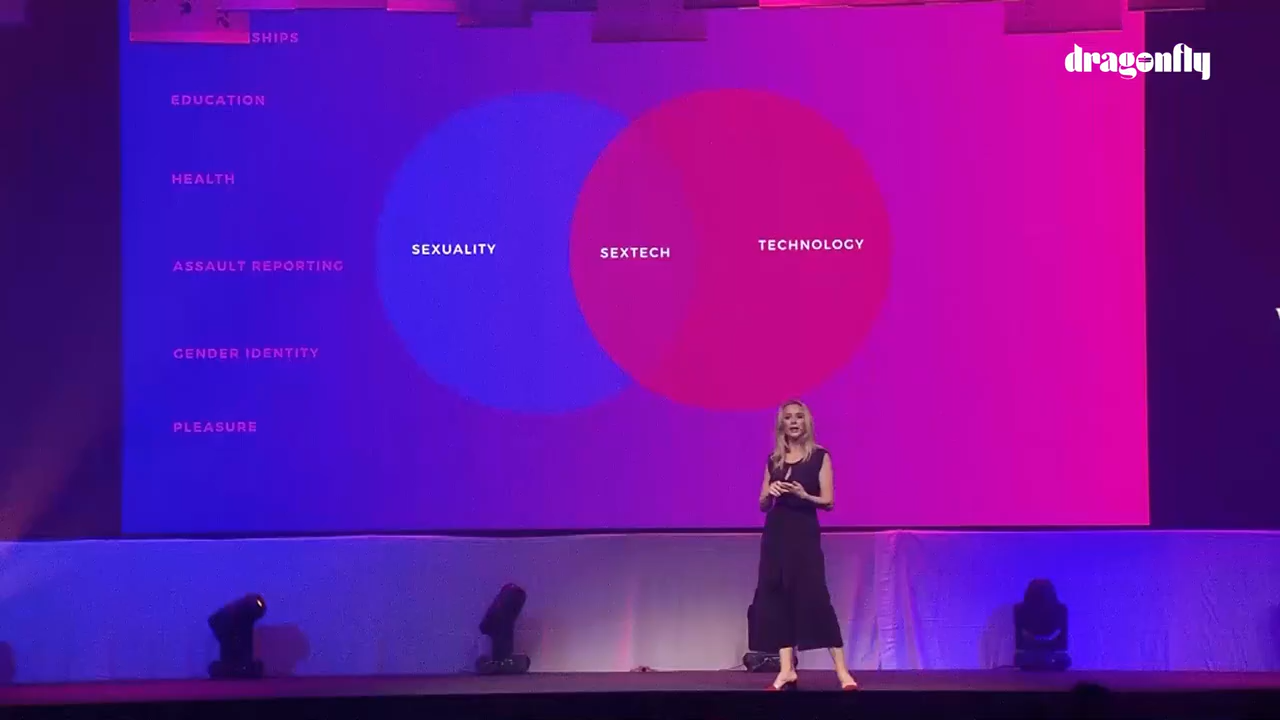 dragonfly
SHIPS
EDUCATION
HEALTH
ASSAULT REPORTING
GENDER IDENTITY
PLEASURE
SEXUALITY
SEXTECH
TECHNOLOGY